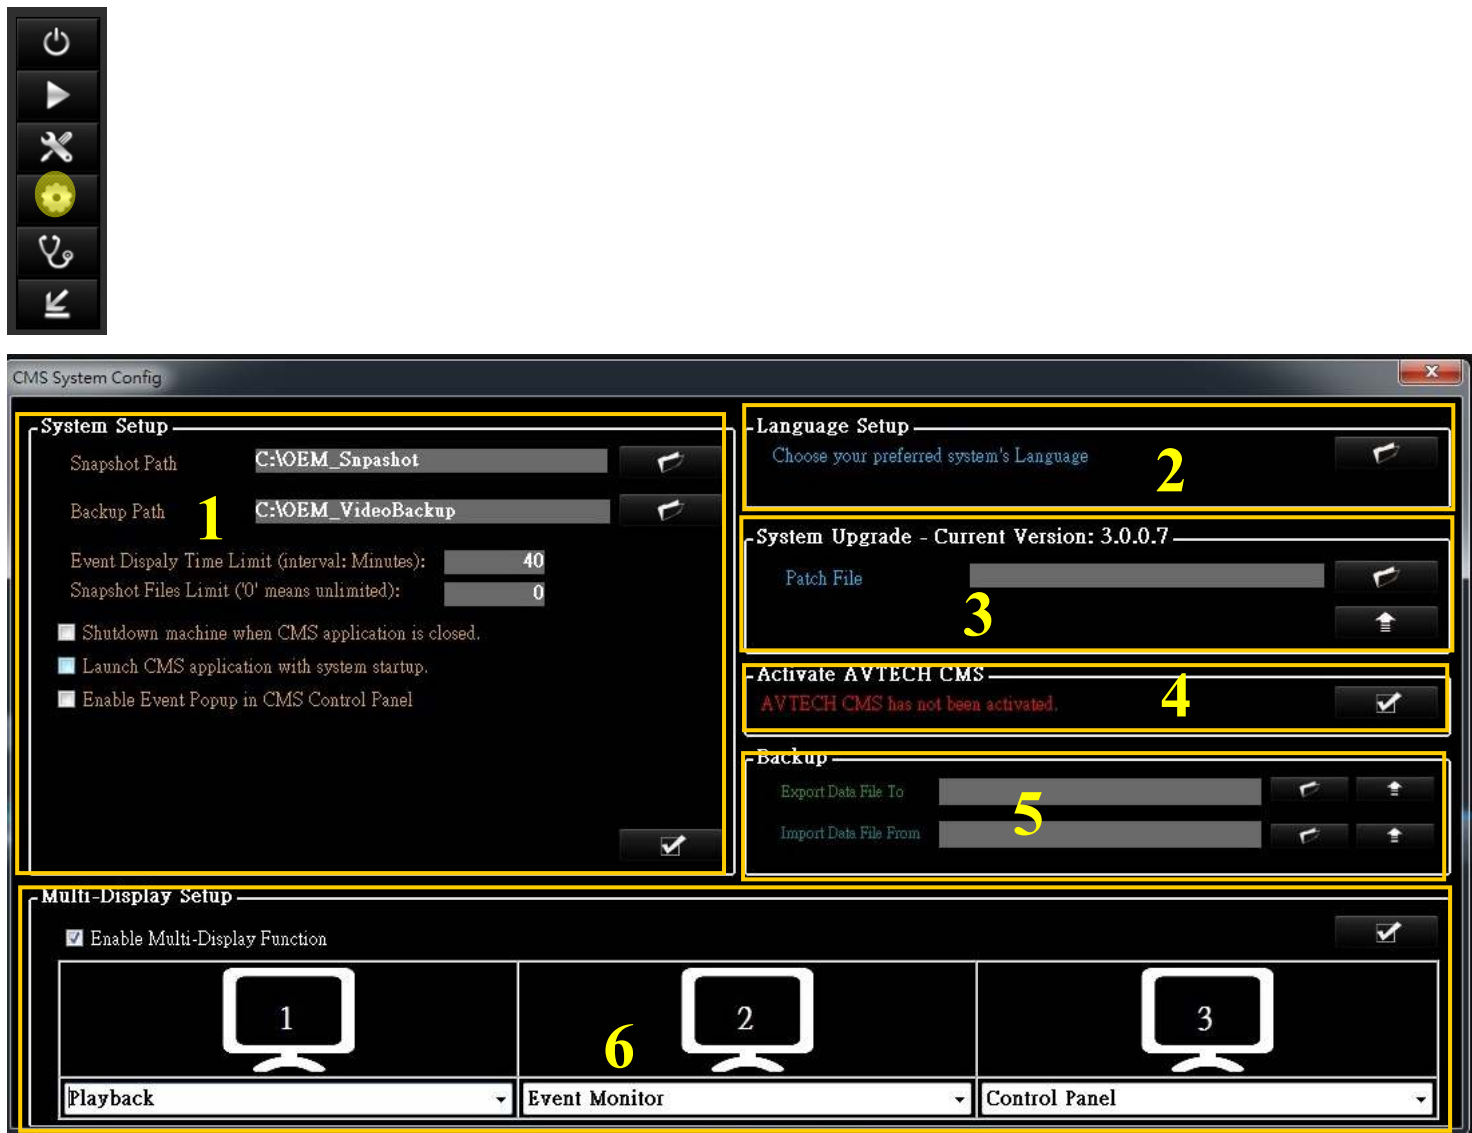 CMS System Config
x
System Setup
Snapshot Path
C:\OEM_Snpashot
Backup Path
C:\OEM_VideoBackup
1
Event Dispaly Time Limit (interval: Minutes):
40
Snapshot Files Limit ('0' means unlimited):
0
Shutdown machine when CMS application is closed.
Launch CMS application with system startup.
Enable Event Popup in CMS Control Panel
Language Setup
Choose your preferred system's Language
2
System Upgrade - Current Version: 3.0.0.7
Patch File
3
Activate AVTECH CMS
AVTECH CMS has not been activated.
4
Backup
Export Data File To
5
Import Data File From
Multi-Display Setup
Enable Multi-Display Function
1
2
3
6
Playback
Event Monitor
Control Panel